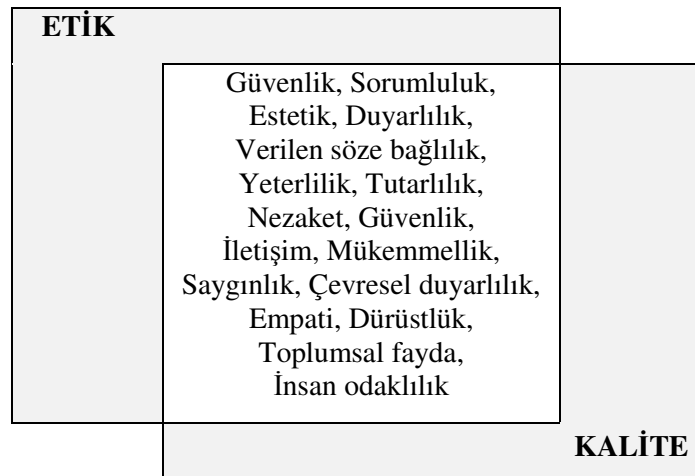 ETİK
Güvenlik, Sorumluluk,
Estetik, Duyarlılık,
Verilen söze bağlılık,
Yeterlilik, Tutarlılık,
Nezaket, Güvenlik,
İletişim, Mükemmellik,
Saygınlık, Çevresel duyarlılık,
Empati, Dürüstlük,
Toplumsal fayda,
İnsan odaklılık
KALİTE